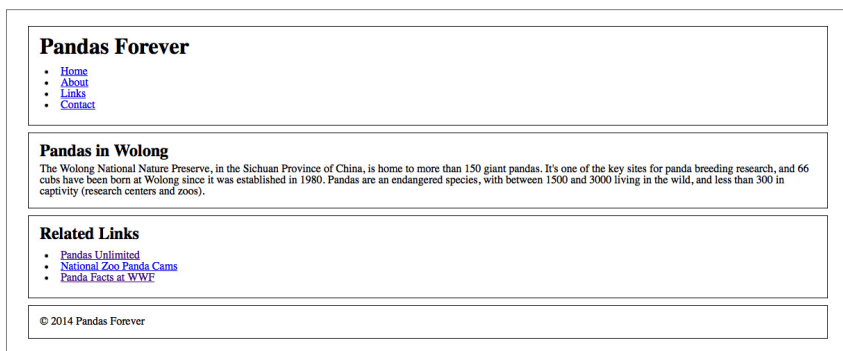 Pandas Forever
Home
About
Links
Contact
Pandas in Wolong
The Wolong National Nature Preserve, in the Sichuan Province of China, is home to more than 150 giant pandas. It's one of the key sites for panda breeding research, and 66
cubs have been born at Wolong since it was established in 1980. Pandas are an endangered species, with between 1500 and 3000 living in the wild, and less than 300 in
captivity (research centers and zoos).
Related Links
Pandas Unlimited
National Zoo Panda Cams
Panda Facts at WWF
© 2014 Pandas Forever